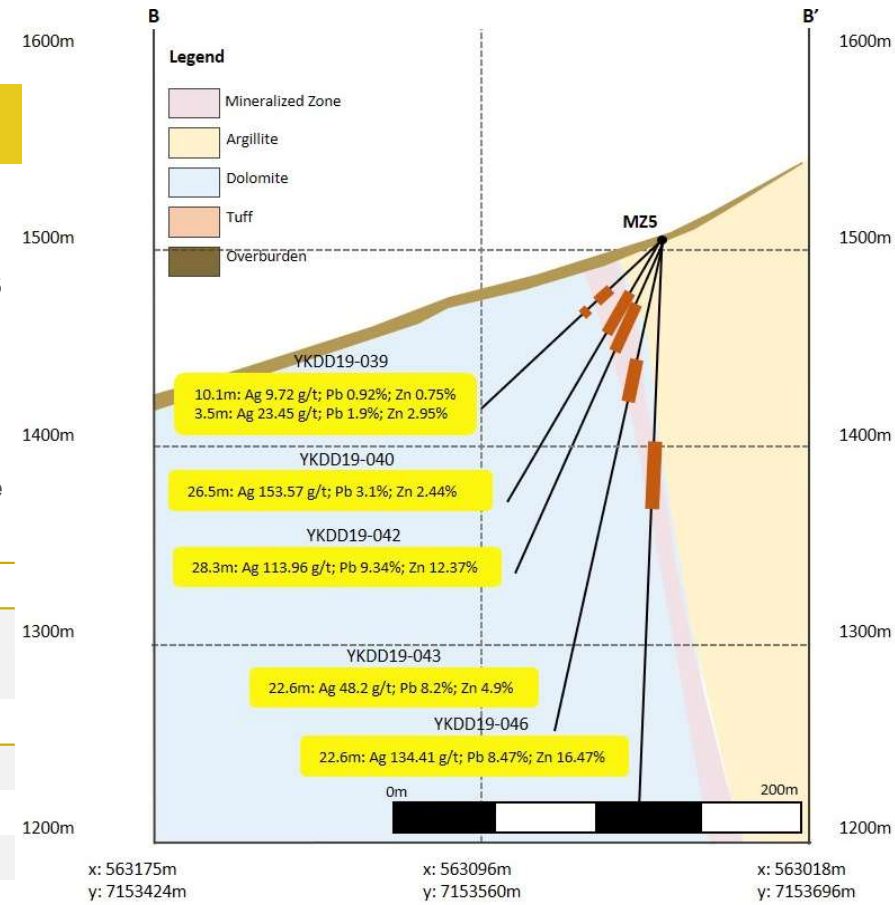 B
B’
1600m
1600m
Legend
Mineralized Zone
Argillite
Dolomite
Tuff
Overburden
MZ5
1500m
1500m
YKDD19-039
10.1m: Ag 9.72 g/t; Pb 0.92%; Zn 0.75%
3.5m: Ag 23.45 g/t; Pb 1.9%; Zn 2.95%
1400m
1400m
YKDD19-040
26.5m: Ag 153.57 g/t; Pb 3.1%; Zn 2.44%
YKDD19-042
28.3m: Ag 113.96 g/t; Pb 9.34%; Zn 12.37%
1300m
1300m
YKDD19-043
22.6m: Ag 48.2 g/t; Pb 8.2%; Zn 4.9%
YKDD19-046
22.6m: Ag 134.41 g/t; Pb 8.47%; Zn 16.47%
0m
200m
1200m
1200m
x: 563175m
y: 7153424m
x: 563096m
y: 7153560m
x: 563018m
y: 7153696m